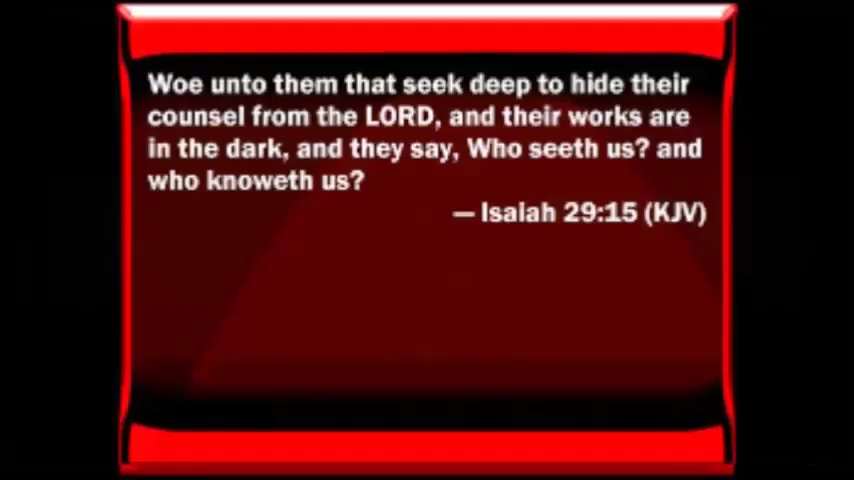 Woe unto them that seek deep to hide their
counsel from the LORD, and their works are
in the dark, and they say, Who seeth us? and
who knoweth us?
— Isaiah 29:15 (KJV)